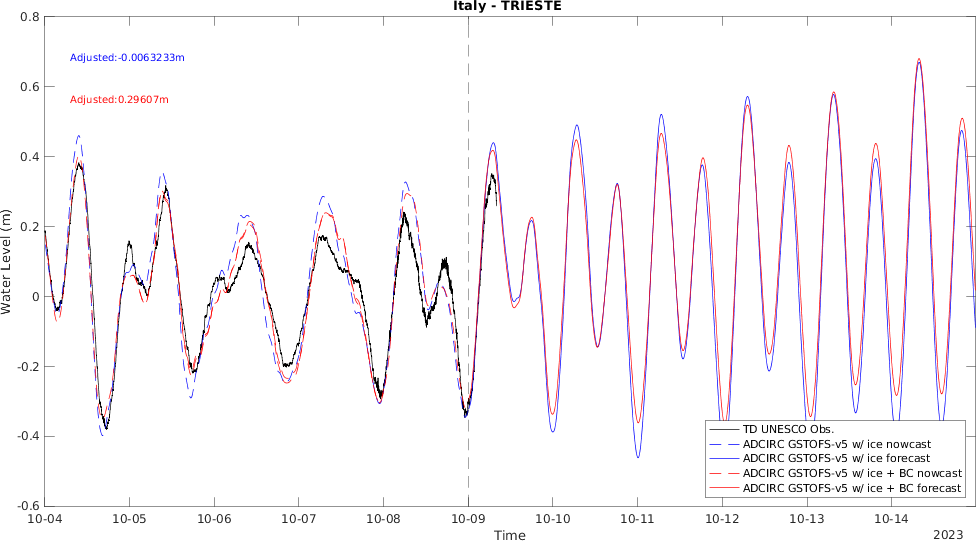 Italy - TRIESTE
Adjusted:-0.0063233m
Adjusted:0.29607m
Water Level (m)
0.8
0.6
0.4
0.2
0
-0.2
-0.4
-0.6
TD UNESCO Obs.
ADCIRC GSTOFS-v5 w/ ice nowcast
ADCIRC GSTOFS-v5 w/ ice forecast
ADCIRC GSTOFS-v5 w/ ice + BC nowcast
ADCIRC GSTOFS-v5 w/ ice + BC forecast
10-04 10-05 10-06 10-07 10-08 10-09 10-10 10-11 10-12 10-13 10-14
Time
2023